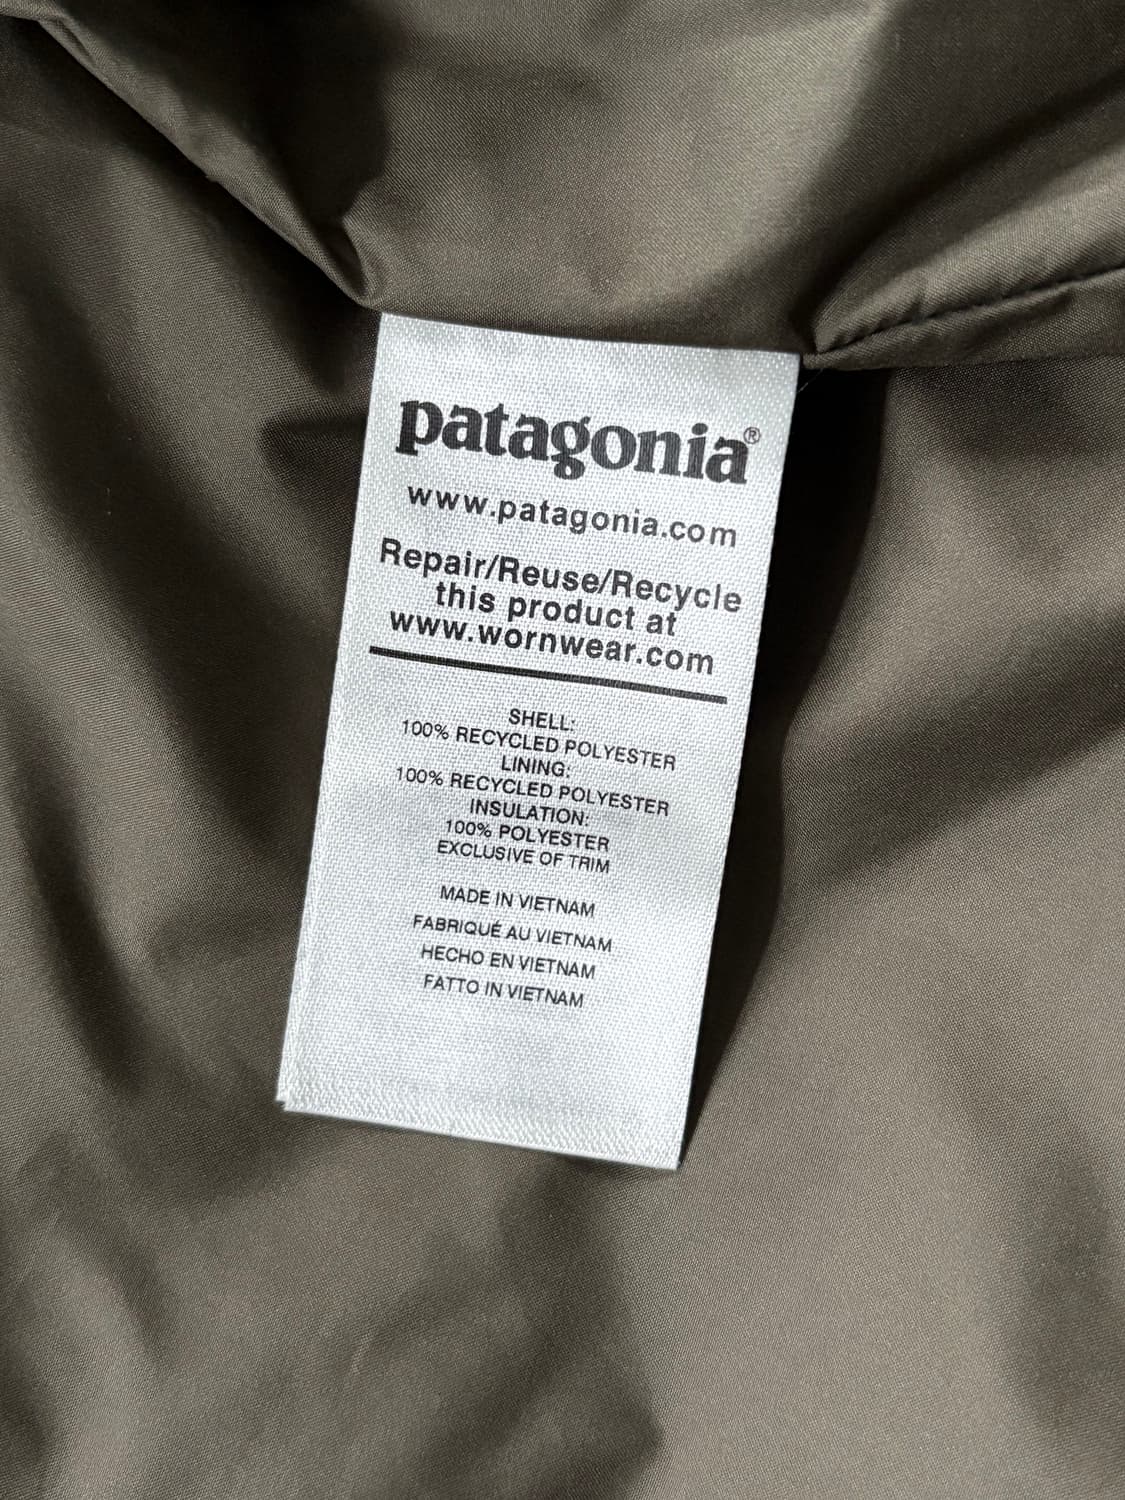 patagonia®
www.patagonia.com
Repair/Reuse/Recycle
this product at
www.wornwear.com
SHELL:
100% RECYCLED POLYESTER
LINING:
100% RECYCLED POLYESTER
INSULATION:
100% POLYESTER
EXCLUSIVE OF TRIM
MADE IN VIETNAM
FABRIQUÉ AU VIETNAM
HECHO EN VIETNAM
FATTO IN VIETNAM